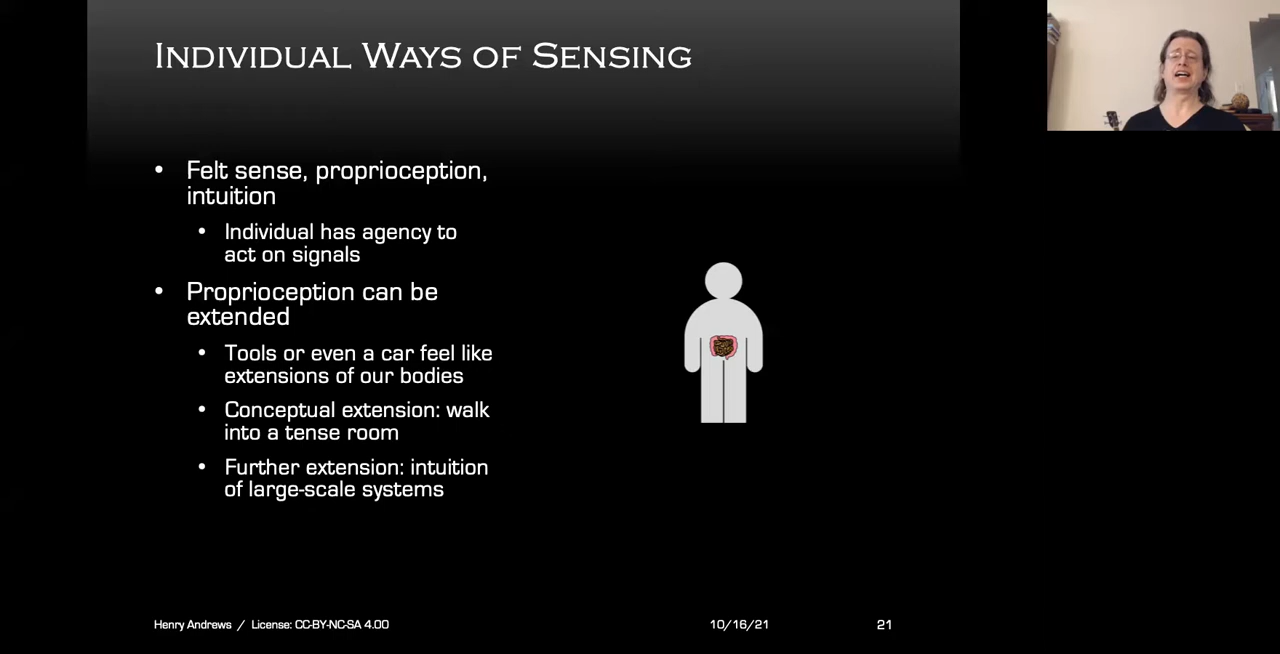 INDIVIDUAL WAYS OF SENSING
• Felt sense, proprioception,
intuition
• Individual has agency to
act on signals
• Proprioception can be
extended
• Tools or even a car feel like
extensions of our bodies
• Conceptual extension: walk
into a tense room
• Further extension: intuition
of large-scale systems
Henry Andrews / License: CC-BY-NC-SA 4.00
10/16/21
21